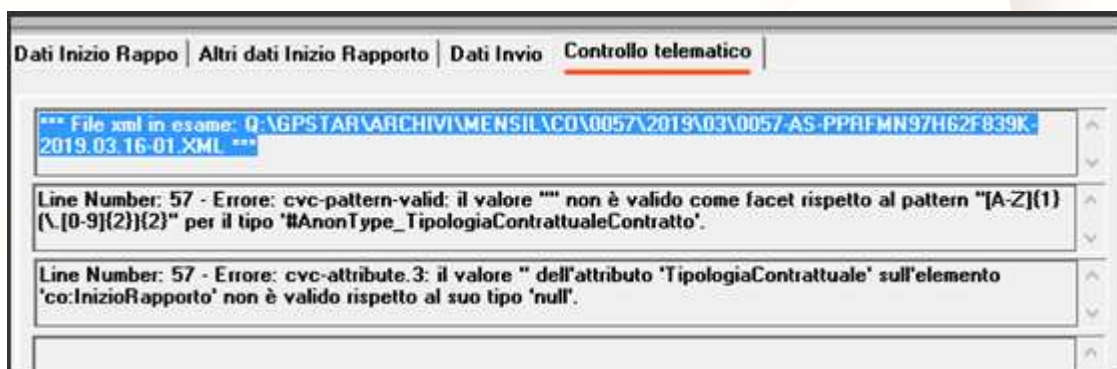 Dati Inizio Rappo | Altri dati Inizio Rapporto | Dati Invio Controllo telematico
*** File xml in esame: Q:\GPSTAR\ARCHIVI\MENSIL\CO\0057\2019\03\0057-AS-PPRFMN97H62F839K-
2019.03.16-01.XML ***
Line Number: 57 - Errore: cvc-pattern-valid: il valore "" non è valido come facet rispetto al pattern "[A-Z]{1}
(\.[0-9]{2}){2}" per il tipo '#AnonType_TipologiaContrattualeContratto'.
Line Number: 57 - Errore: cvc-attribute.3: il valore '' dell'attributo 'TipologiaContrattuale' sull'elemento
'co:InizioRapporto' non è valido rispetto al suo tipo 'null'.